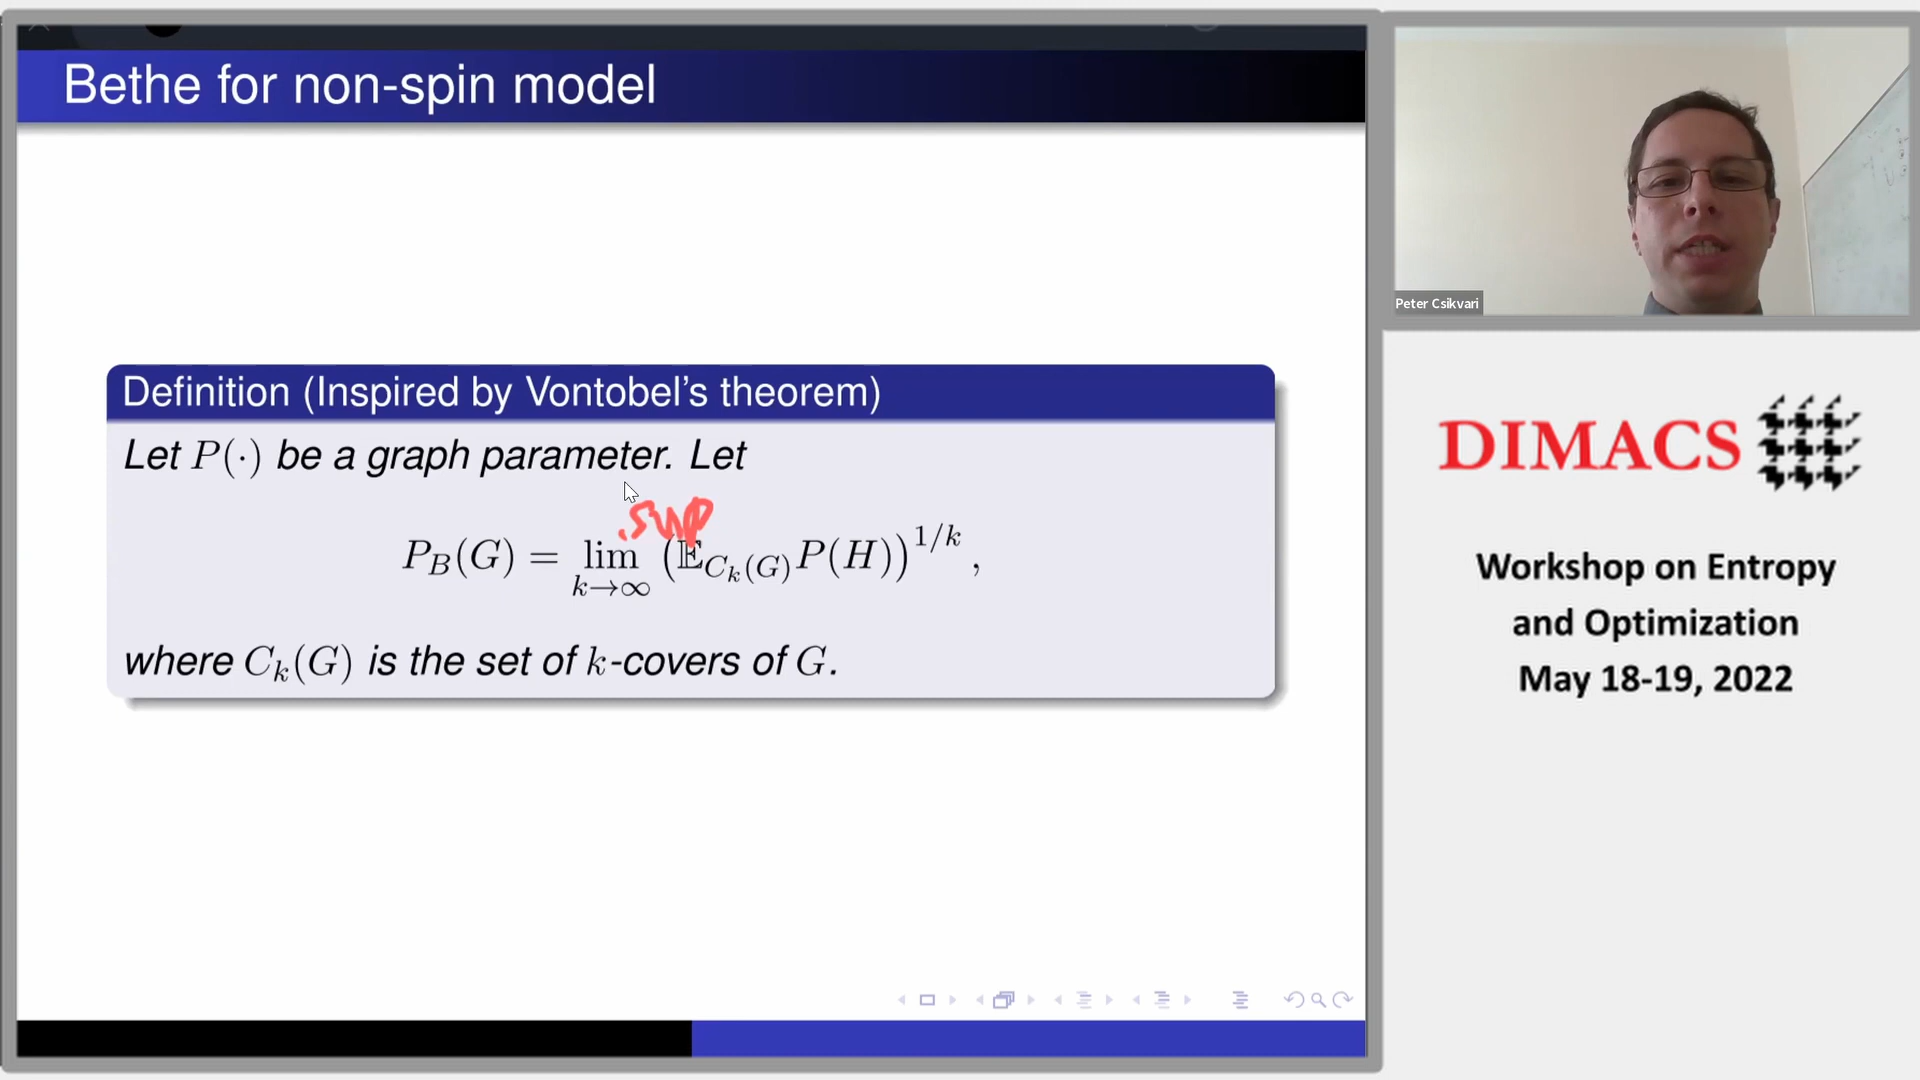 Bethe for non-spin model
Definition (Inspired by Vontobel's theorem)
Let P(·) be a graph parameter. Let
sup
P_B(G) = lim_{k→∞} (𝔼_{C_k(G)} P(H))^{1/k},
where C_k(G) is the set of k-covers of G.
Peter Csikvari
DIMACS
Workshop on Entropy
and Optimization
May 18-19, 2022